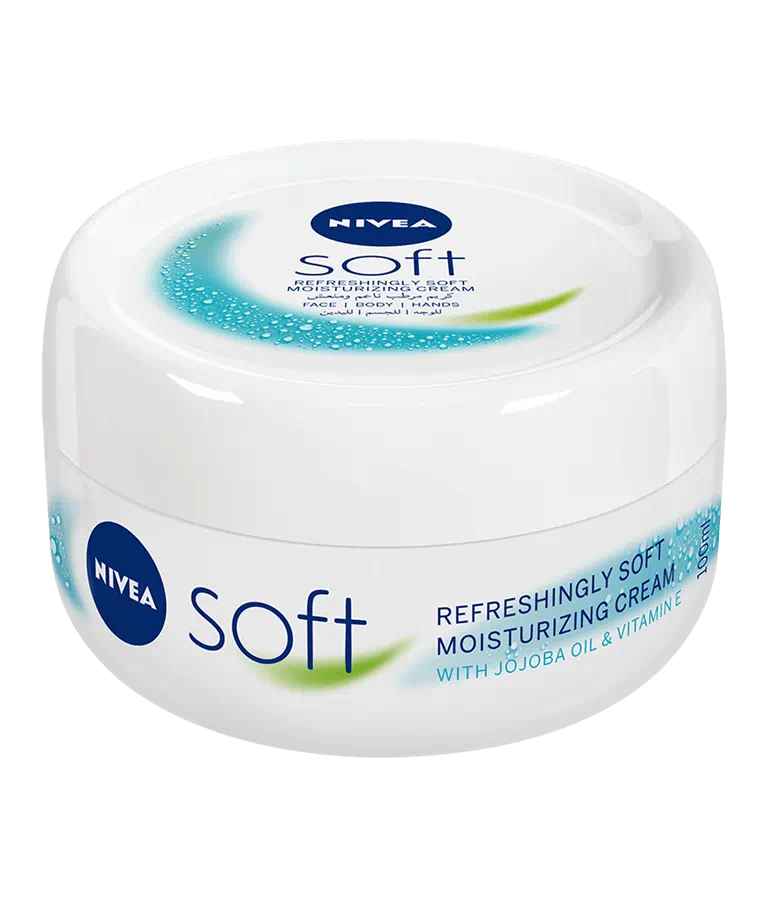 NIVEA
soft
REFRESHINGLY SOFT
MOISTURIZING CREAM
كريم مرطب ناعم ومنعش
FACE | BODY | HANDS
للوجه | للجسم | لليدين
NIVEA
soft
REFRESHINGLY SOFT
MOISTURIZING CREAM
WITH JOJOBA OIL & VITAMIN E
100ml